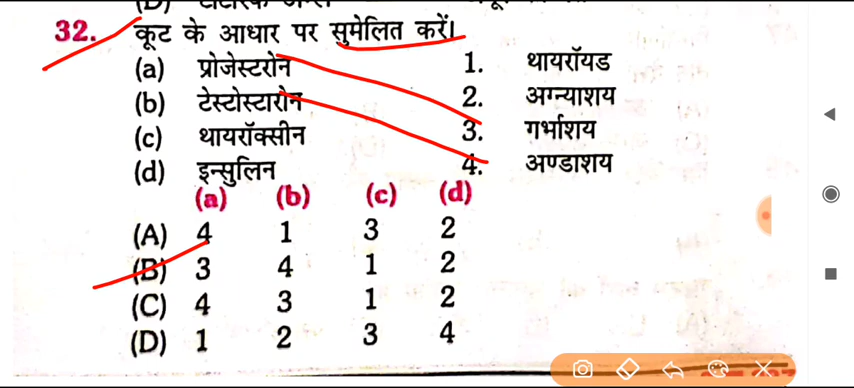 32. कूट के आधार पर सुमेलित करें।
(a) प्रोजेस्टरोन 1. थायरॉयड
(b) टेस्टोस्टारोन 2. अग्न्याशय
(c) थायरॉक्सीन 3. गर्भाशय
(d) इन्सुलिन 4. अण्डाशय
(a) (b) (c) (d)
(A) 4 1 3 2
(B) 3 4 1 2
(C) 4 3 1 2
(D) 1 2 3 4